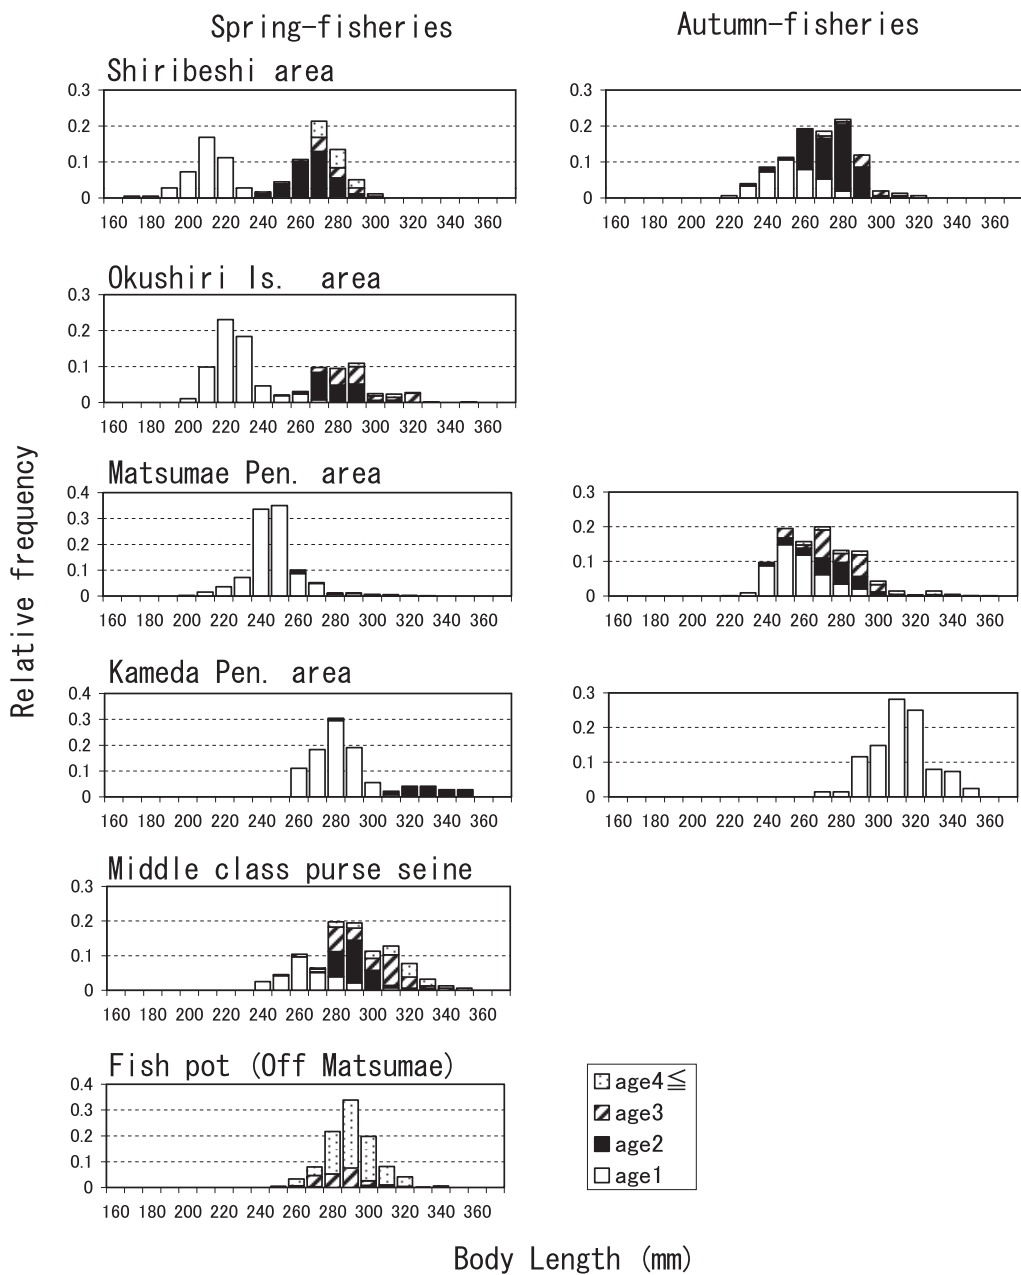 Spring-fisheries
Autumn-fisheries
Shiribeshi area
0.3
0.2
0.1
0
160 180 200 220 240 260 280 300 320 340 360
0.3
0.2
0.1
0
160 180 200 220 240 260 280 300 320 340 360
Okushiri Is. area
0.3
0.2
0.1
0
160 180 200 220 240 260 280 300 320 340 360
Relative frequency
Matsumae Pen. area
0.4
0.3
0.2
0.1
0
160 180 200 220 240 260 280 300 320 340 360
0.3
0.2
0.1
0
160 180 200 220 240 260 280 300 320 340 360
Kameda Pen. area
0.4
0.3
0.2
0.1
0
160 180 200 220 240 260 280 300 320 340 360
0.3
0.2
0.1
0
160 180 200 220 240 260 280 300 320 340 360
Middle class purse seine
0.3
0.2
0.1
0
160 180 200 220 240 260 280 300 320 340 360
Fish pot (Off Matsumae)
0.4
0.3
0.2
0.1
0
160 180 200 220 240 260 280 300 320 340 360
age4≦
age3
age2
age1
Body Length (mm)